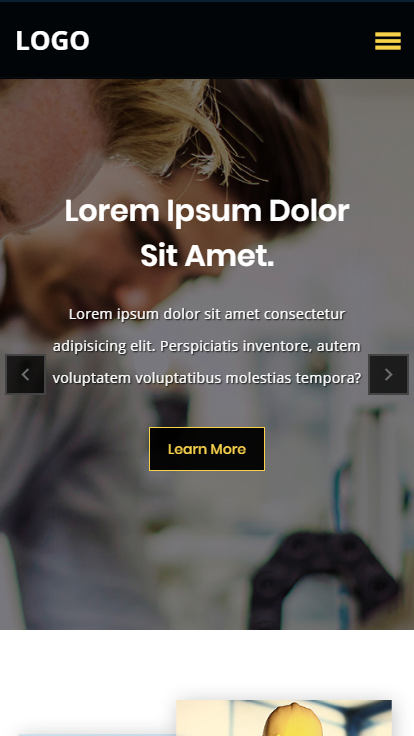 LOGO
Lorem Ipsum Dolor
Sit Amet.
Lorem ipsum dolor sit amet consectetur
adipisicing elit. Perspiciatis inventore, autem
voluptatem voluptatibus molestias tempora?
Learn More